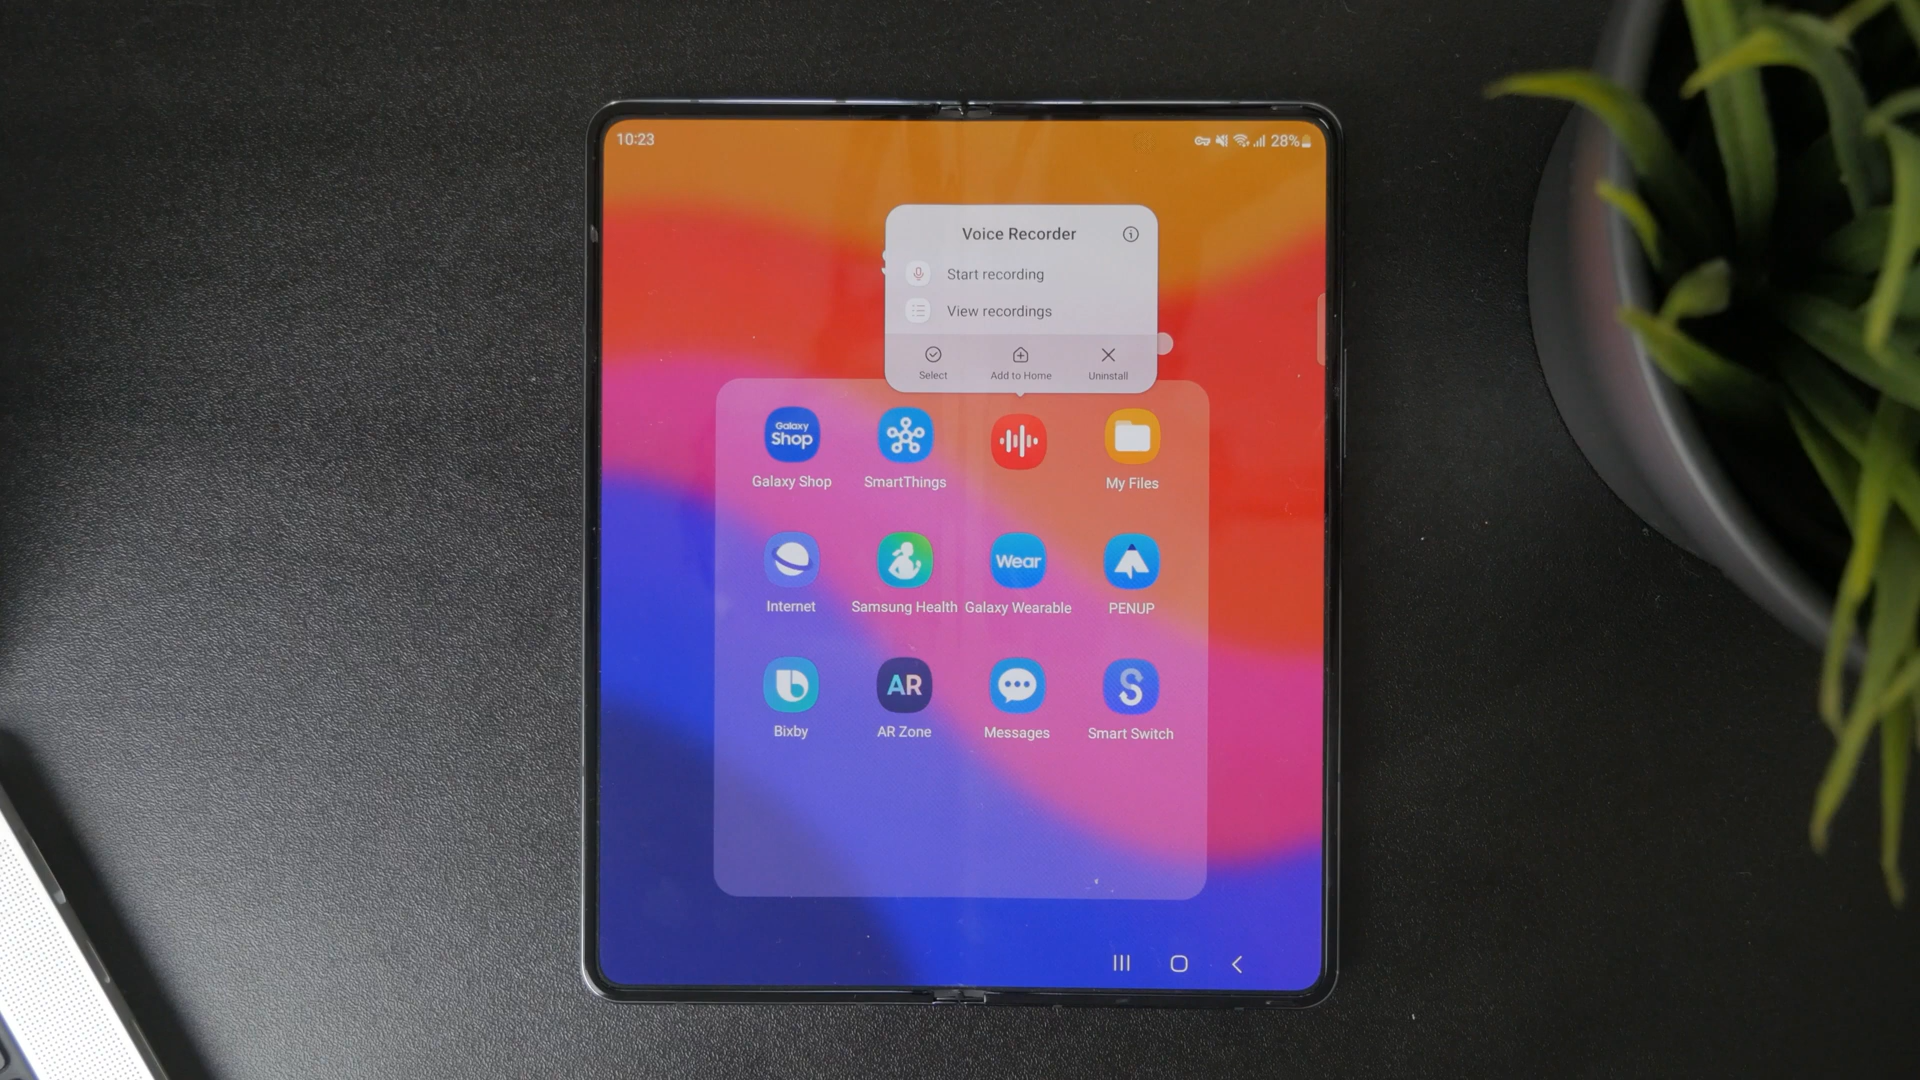 10:23
28%
Voice Recorder
Start recording
View recordings
Select
Add to Home
Uninstall
Galaxy
Shop
Galaxy Shop
SmartThings
My Files
Wear
Internet
Samsung Health
Galaxy Wearable
PENUP
AR
Bixby
AR Zone
Messages
Smart Switch